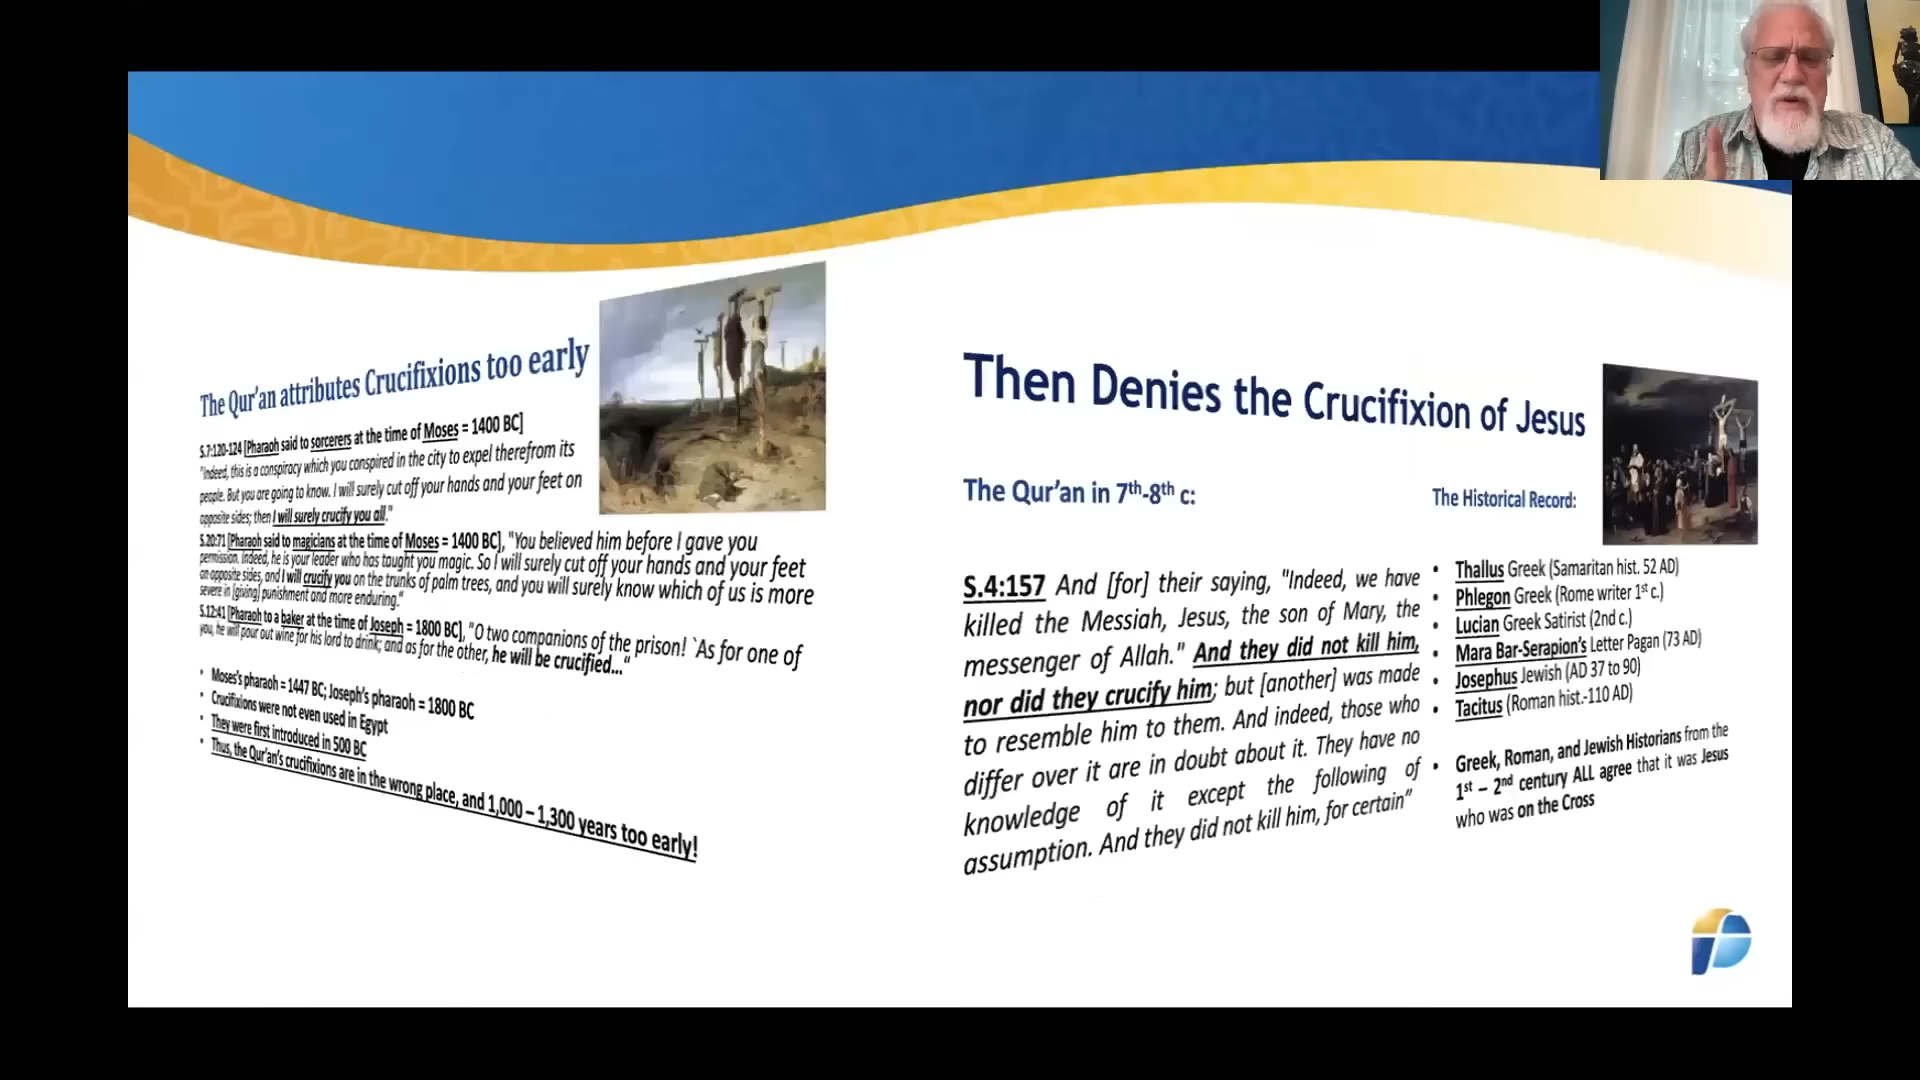 The Qur’an attributes Crucifixions too early
S.7:120-124 [Pharaoh said to sorcerers at the time of Moses = 1400 BC]
"Indeed, this is a conspiracy which you conspired in the city to expel therefrom its
people. But you are going to know. I will surely cut off your hands and your feet on
opposite sides; then I will surely crucify you all."
S.20:71 [Pharaoh said to magicians at the time of Moses = 1400 BC], "You believed him before I gave you
permission. Indeed, he is your leader who has taught you magic. So I will surely cut off your hands and your feet
on opposite sides, and I will crucify you on the trunks of palm trees, and you will surely know which of us is more
severe in [giving] punishment and more enduring."
S.12:41 [Pharaoh to a baker at the time of Joseph = 1800 BC], "O two companions of the prison! `As for one of
you, he will pour out wine for his lord to drink; and as for the other, he will be crucified..."
• Moses's pharaoh = 1447 BC; Joseph's pharaoh = 1800 BC
• Crucifixions were not even used in Egypt
• They were first introduced in 500 BC
• Thus, the Qur'an's crucifixions are in the wrong place, and 1,000 – 1,300 years too early!
Then Denies the Crucifixion of Jesus
The Qur’an in 7th-8th c:
S.4:157 And [for] their saying, "Indeed, we have
killed the Messiah, Jesus, the son of Mary, the
messenger of Allah." And they did not kill him,
nor did they crucify him; but [another] was made
to resemble him to them. And indeed, those who
differ over it are in doubt about it. They have no
knowledge of it except the following of
assumption. And they did not kill him, for certain”
The Historical Record:
• Thallus Greek (Samaritan hist. 52 AD)
• Phlegon Greek (Rome writer 1st c.)
• Lucian Greek Satirist (2nd c.)
• Mara Bar-Serapion’s Letter Pagan (73 AD)
• Josephus Jewish (AD 37 to 90)
• Tacitus (Roman hist.-110 AD)
• Greek, Roman, and Jewish Historians from the
1st – 2nd century ALL agree that it was Jesus
who was on the Cross